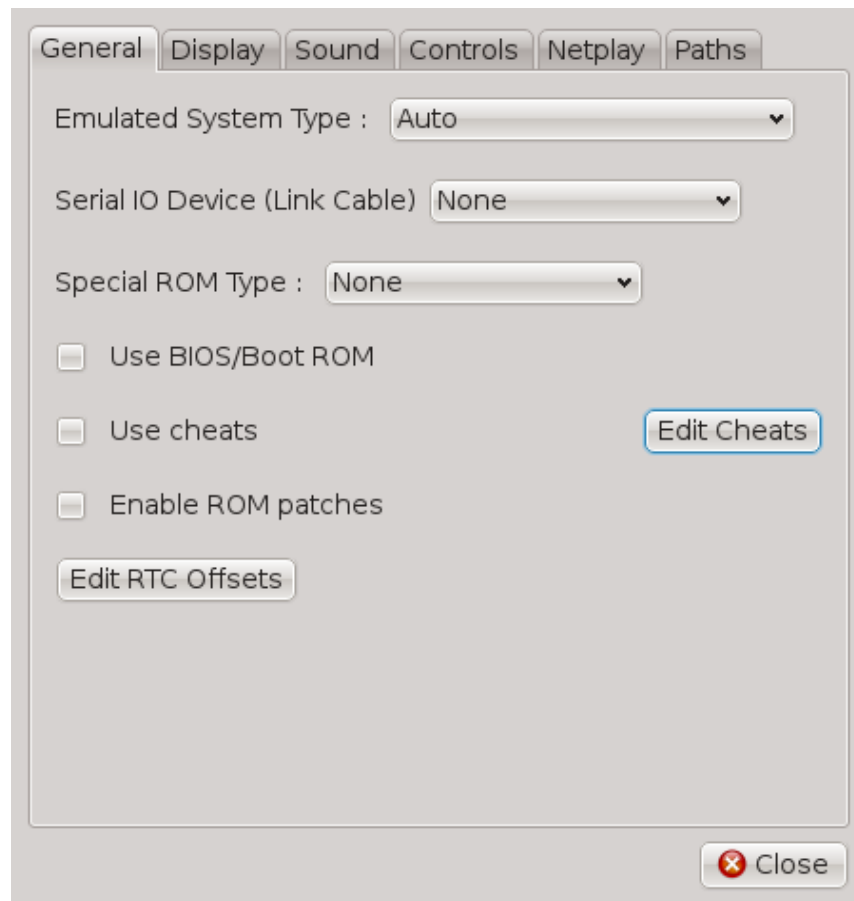 General Display Sound Controls Netplay Paths
Emulated System Type : Auto
Serial IO Device (Link Cable) None
Special ROM Type : None
Use BIOS/Boot ROM
Use cheats Edit Cheats
Enable ROM patches
Edit RTC Offsets
Close